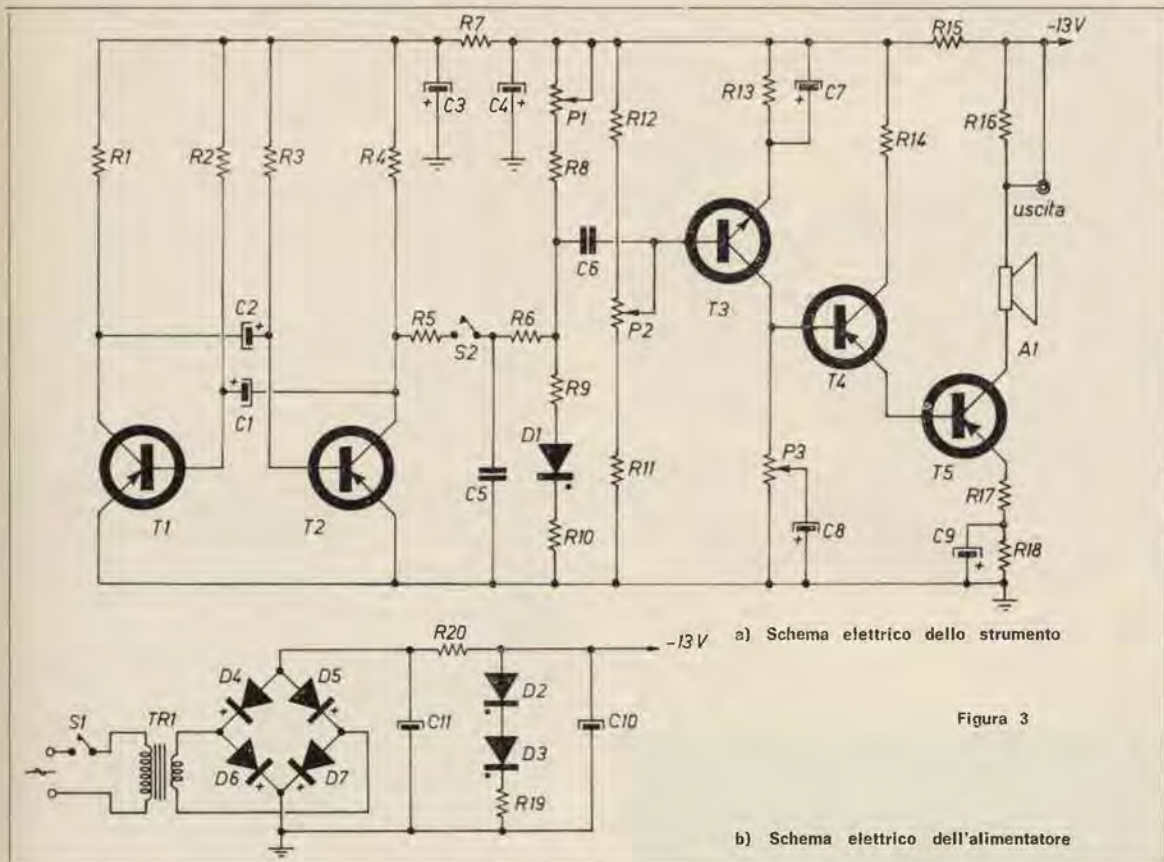 R7
R15
-13V
C3
C4
P1
R12
R13
C7
R14
R16
R1
R2
R3
R4
R8
uscita
C6
T3
C2
C1
R5
S2
R6
P2
T4
A1
R9
D1
R11
P3
T5
C5
R10
C8
R17
C9
R18
T1
T2
a) Schema elettrico dello strumento
R20
-13V
S1
TR1
D4
D5
D6
D7
C11
D2
D3
R19
C10
Figura 3
b) Schema elettrico dell'alimentatore